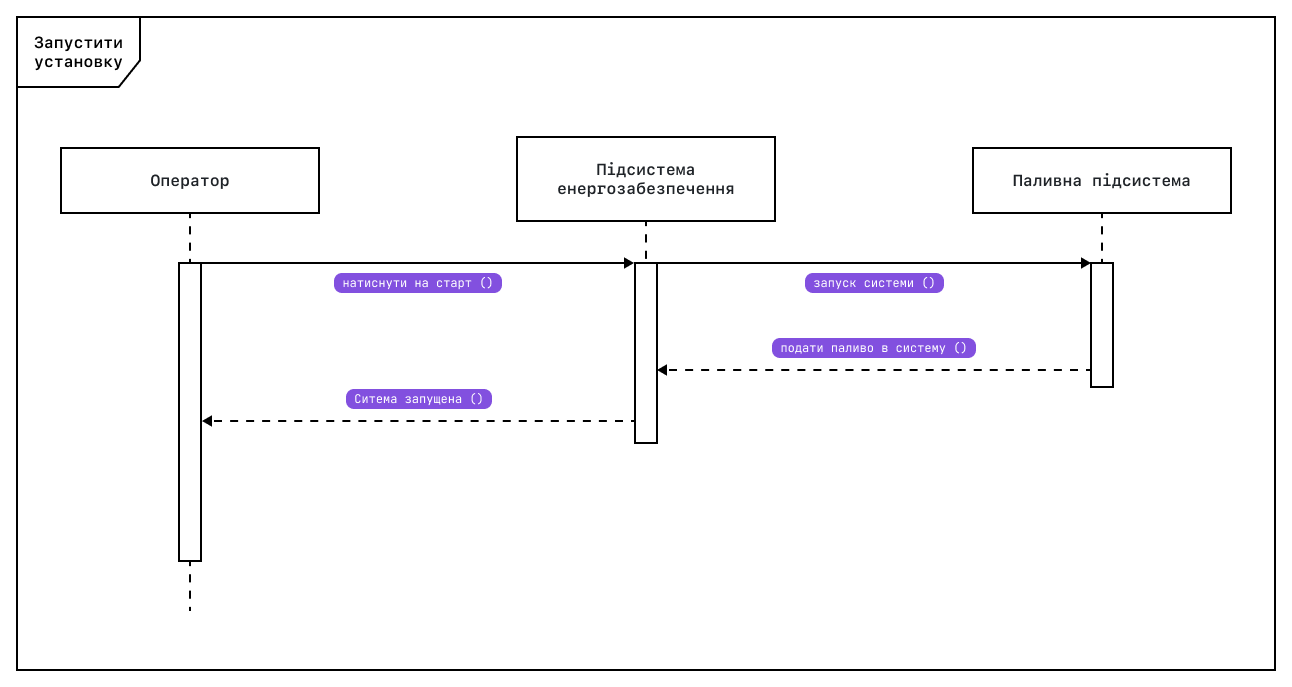 Запустити
установку
Оператор
Підсистема
енергозабезпечення
Паливна підсистема
натиснути на старт ()
запуск системи ()
подати паливо в систему ()
Ситема запущена ()